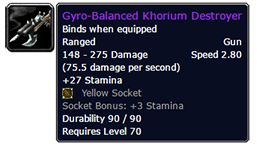 Gyro-Balanced Khorium Destroyer
Binds when equipped
Ranged Gun
148 - 275 Damage Speed 2.80
(75.5 damage per second)
+27 Stamina
Yellow Socket
Socket Bonus: +3 Stamina
Durability 90 / 90
Requires Level 70